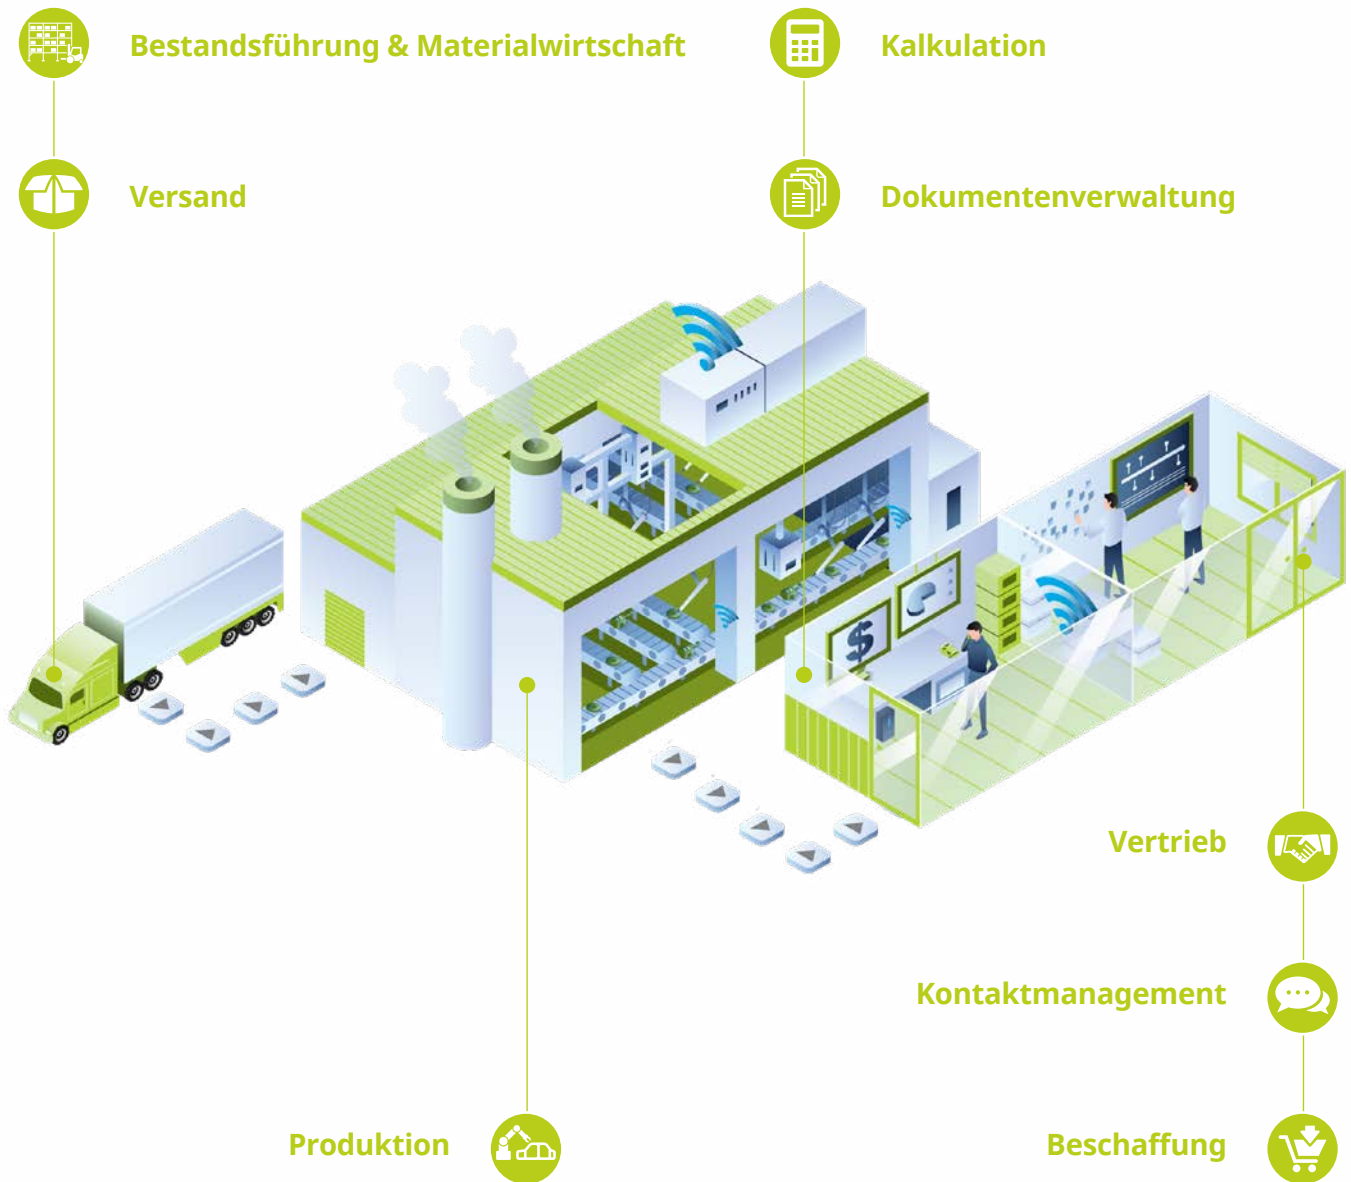 Bestandsführung & Materialwirtschaft
Kalkulation
Versand
Dokumentenverwaltung
$
Vertrieb
Kontaktmanagement
Produktion
Beschaffung